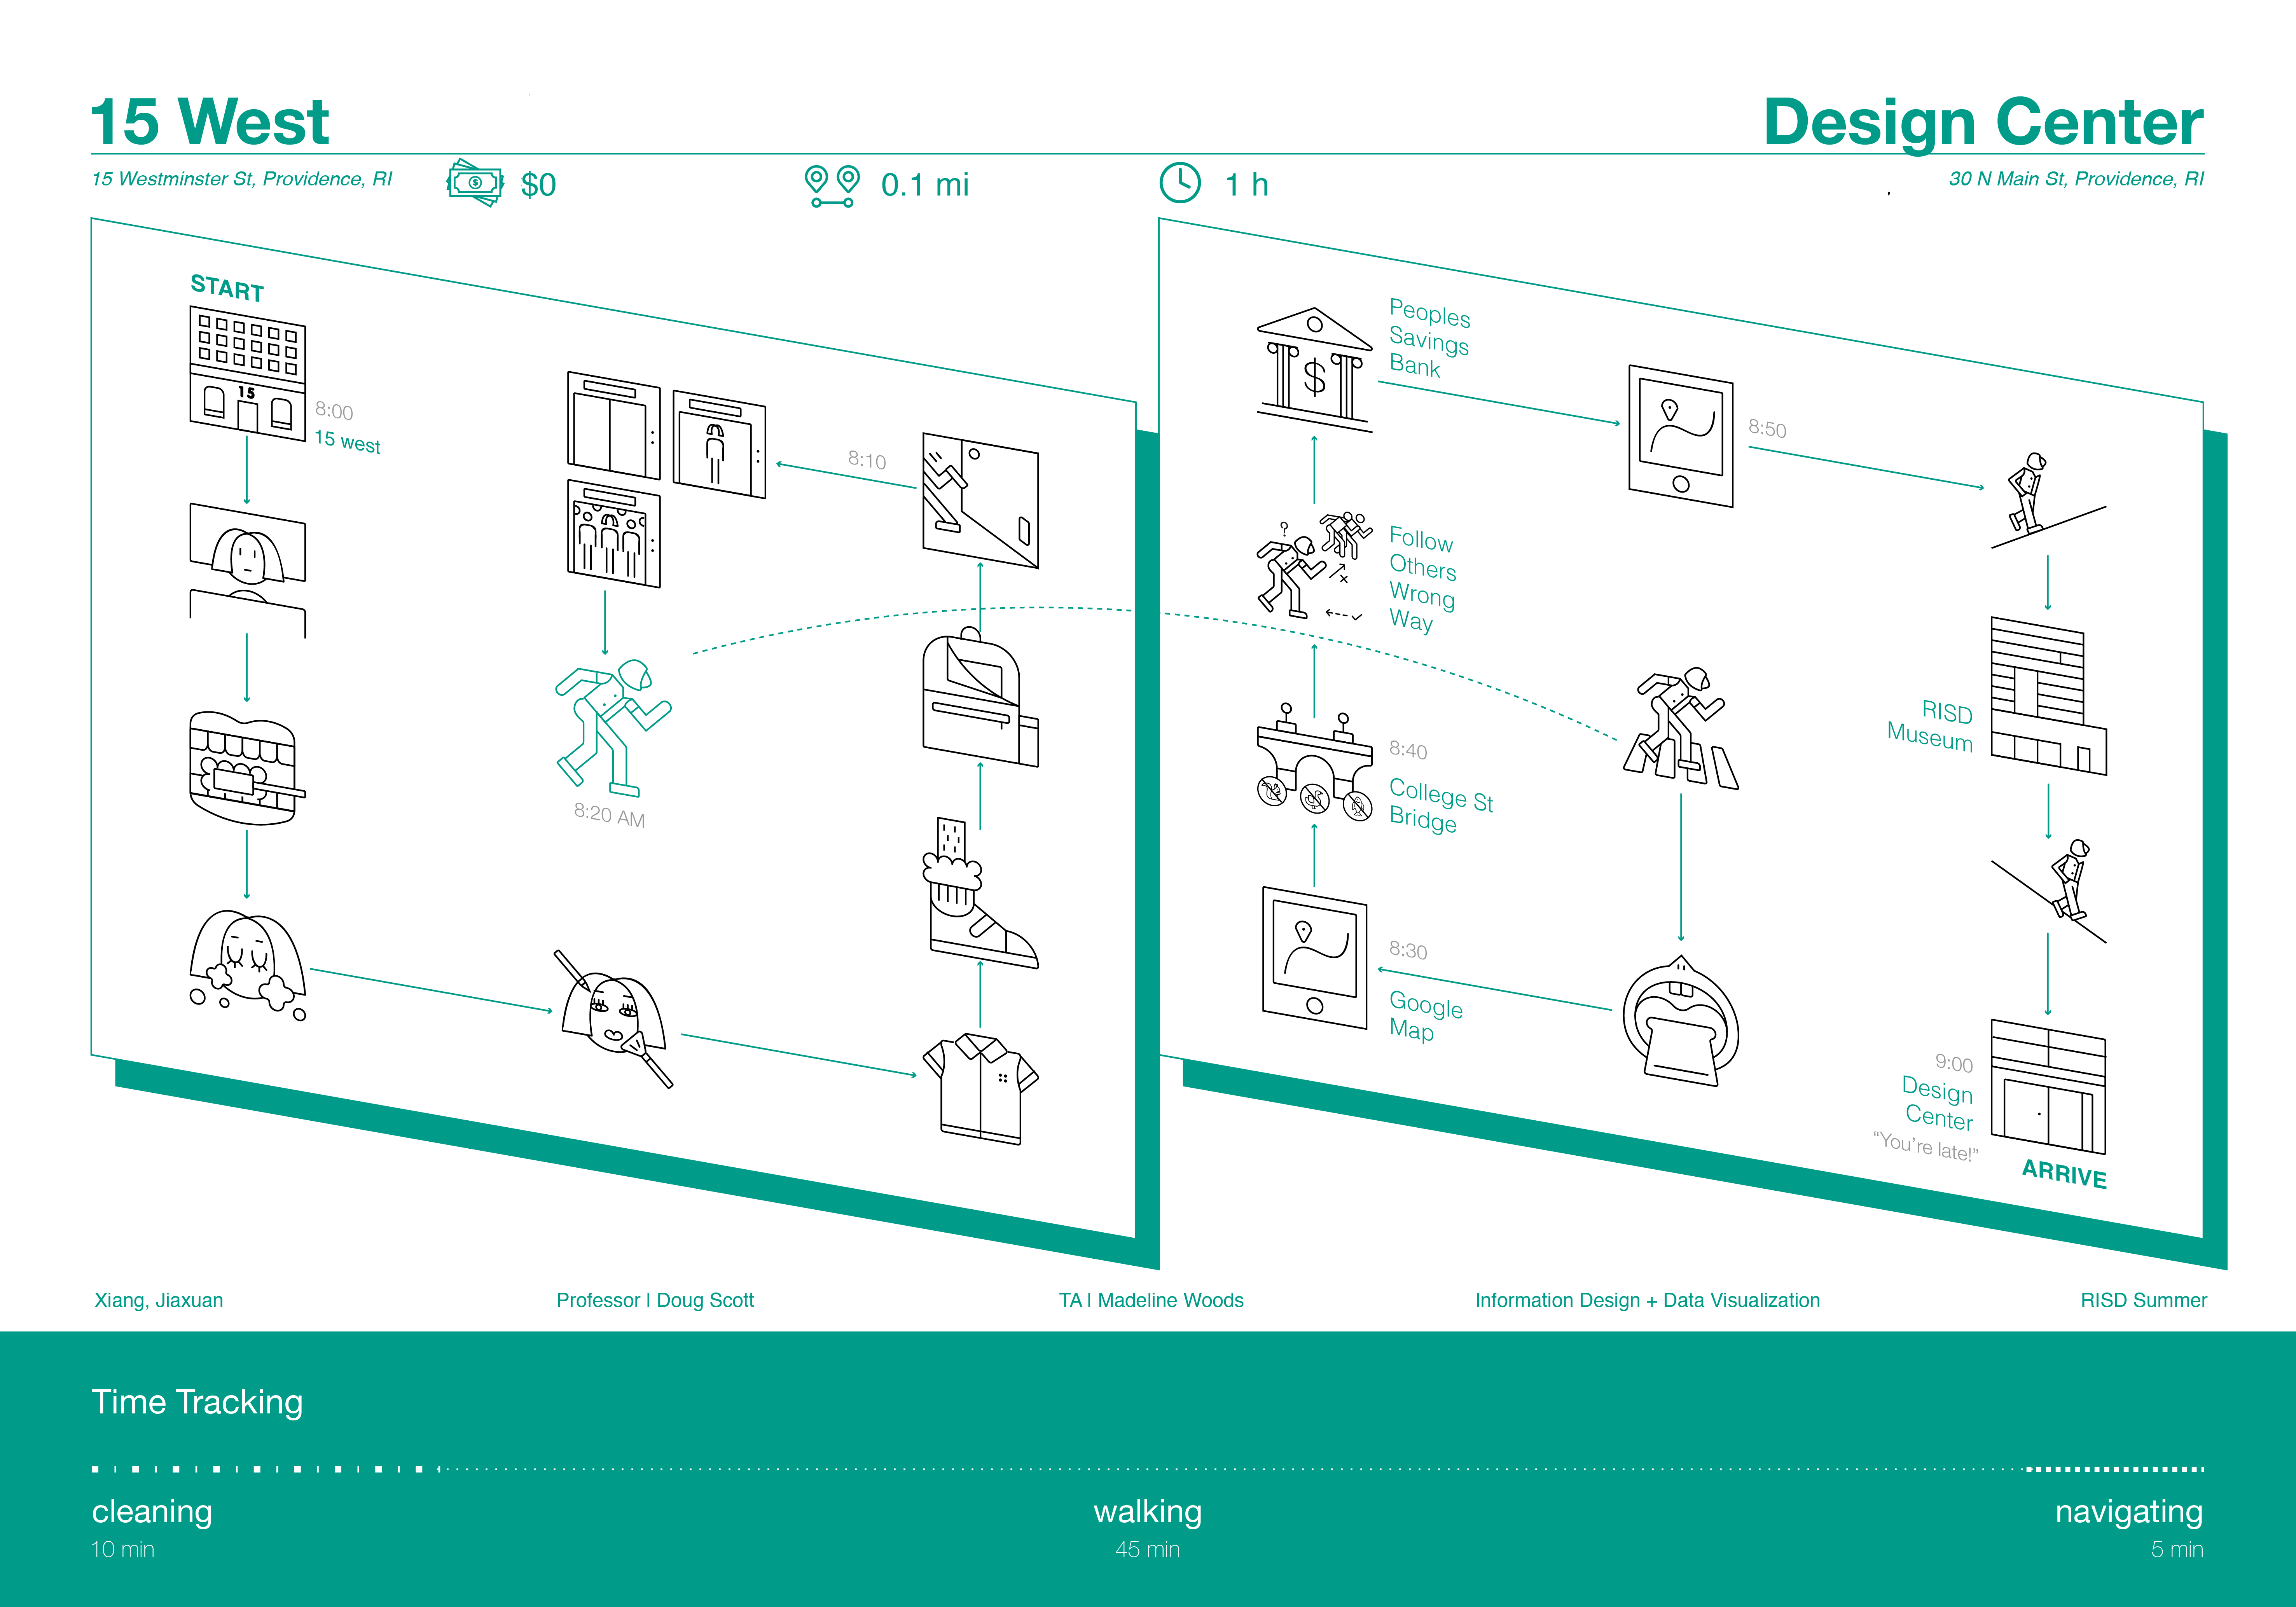 15 West
Design Center
15 Westminster St, Providence, RI
$0
0.1 mi
1 h
30 N Main St, Providence, RI
START
15
8:00
15 west
8:10
8:20 AM
Peoples
Savings
Bank
$
8:50
?
Follow
Others
Wrong
Way
8:40
College St
Bridge
8:30
Google
Map
RISD
Museum
9:00
Design
Center
“You’re late!”
ARRIVE
Xiang, Jiaxuan
Professor | Doug Scott
TA | Madeline Woods
Information Design + Data Visualization
RISD Summer
Time Tracking
cleaning
10 min
walking
45 min
navigating
5 min